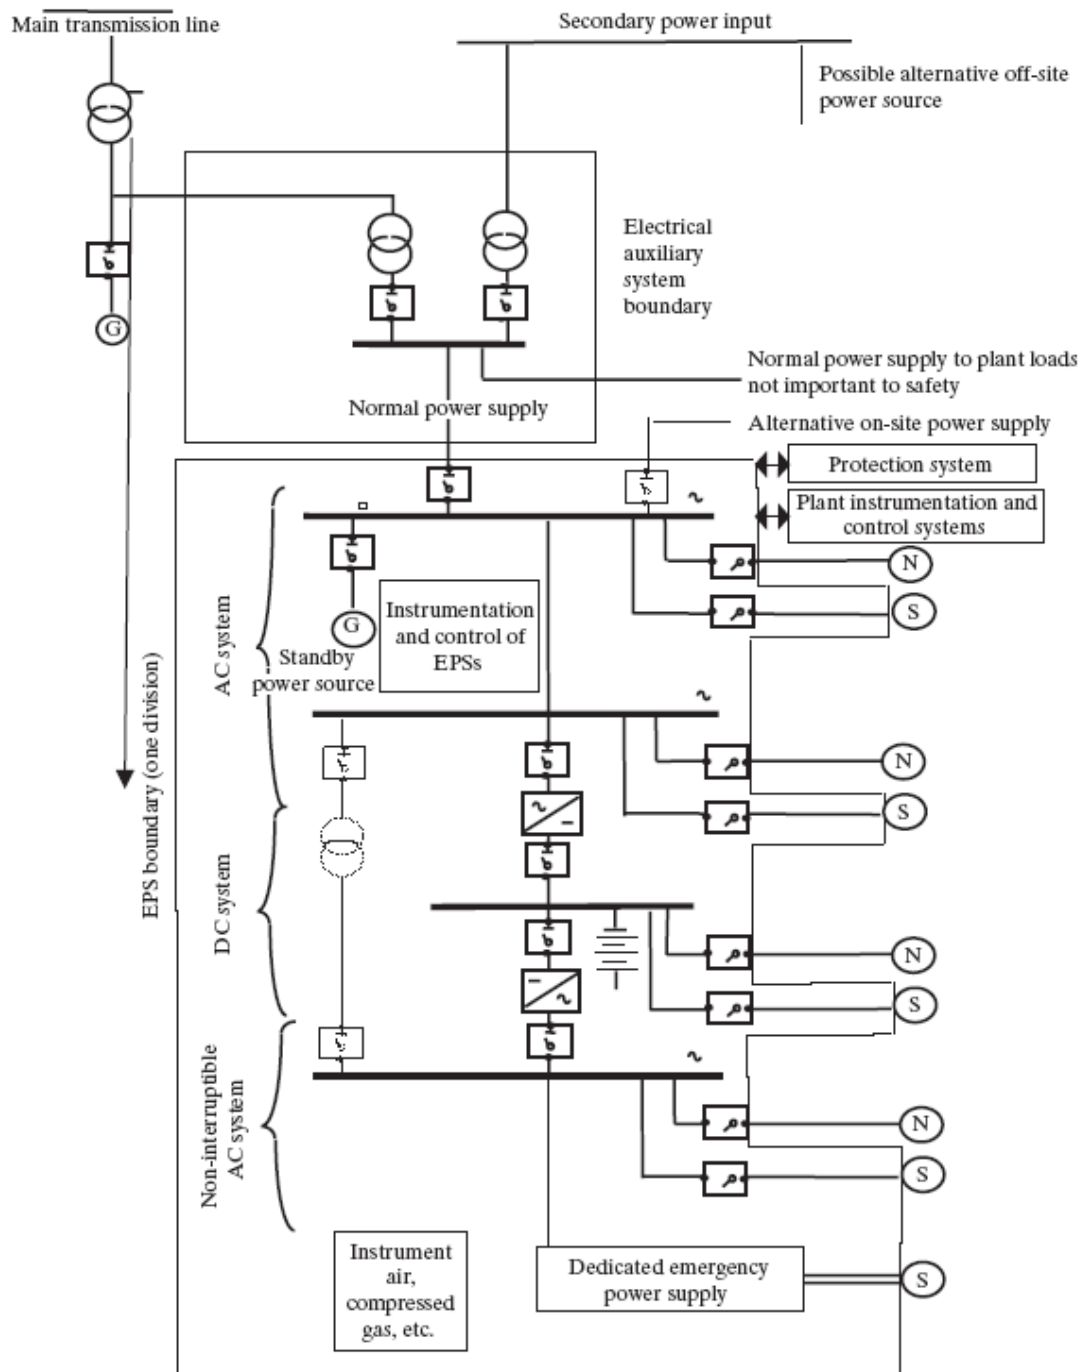 Main transmission line
Secondary power input
Possible alternative off-site
power source
Electrical
auxiliary
system
boundary
G
Normal power supply to plant loads
not important to safety
Normal power supply
Alternative on-site power supply
Protection system
Plant instrumentation and
control systems
N
S
G
Instrumentation
and control of
EPSs
Standby
power source
AC system
EPS boundary (one division)
N
S
DC system
N
S
Non-interruptible
AC system
N
S
Instrument
air,
compressed
gas, etc.
Dedicated emergency
power supply
S